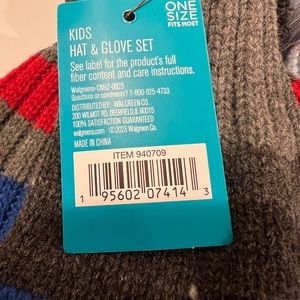 ONE
SIZE
FITS MOST
KIDS
HAT & GLOVE SET
See label for the product's full
fiber content and care instructions.
Walgreens-CNHZ-0623
Questions or comments? 1-800-925-4733
DISTRIBUTED BY: WALGREEN CO.
200 WILMOT RD, DEERFIELD, IL 60015
100% SATISFACTION GUARANTEED
walgreens.com ©2023 Walgreen Co.
MADE IN CHINA
ITEM 940709
1 95602 07414 3